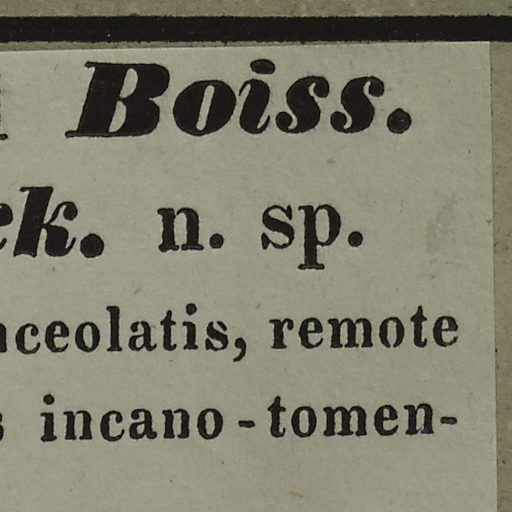 Boiss.
ek. n. sp.
aceolatis, remote
s incano-tomen-